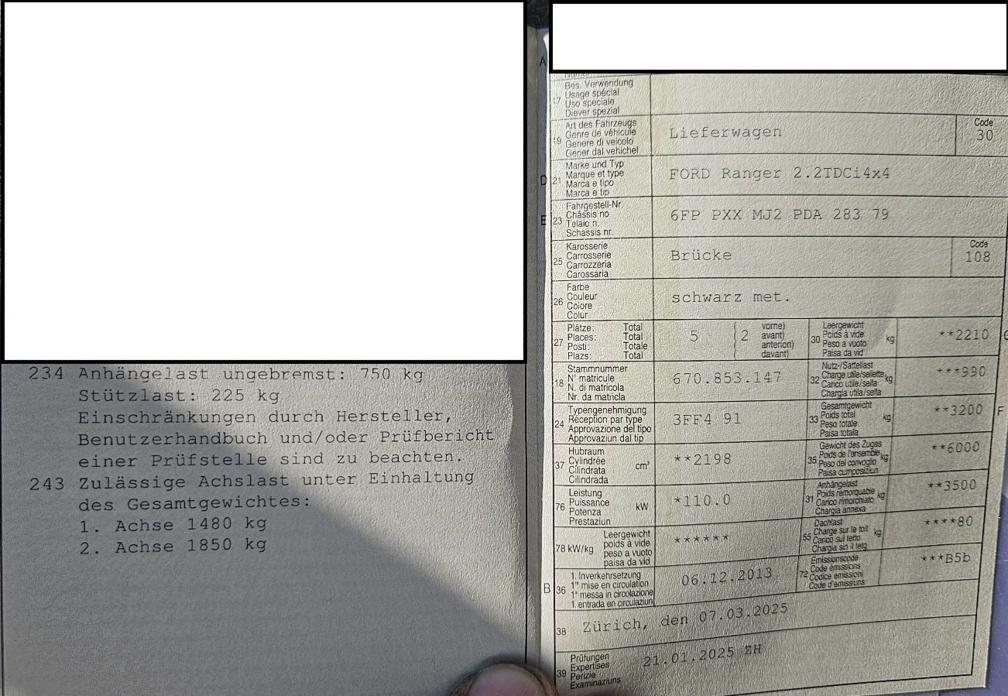 234 Anhängelast ungebremst: 750 kg
Stützlast: 225 kg
Einschränkungen durch Hersteller,
Benutzerhandbuch und/oder Prüfbericht
einer Prüfstelle sind zu beachten.
243 Zulässige Achslast unter Einhaltung
des Gesamtgewichtes:
1. Achse 1480 kg
2. Achse 1850 kg
A
17 Bes. Verwendung
Usage spécial
Uso speciale
Diever spezial
19 Art des Fahrzeugs
Genre de véhicule
Genere di veicolo
Gener dal vehichel
Lieferwagen
Code
30
D 21 Marke und Typ
Marque et type
Marca e tipo
Marca e tip
FORD Ranger 2.2TDCi4x4
E 23 Fahrgestell-Nr.
Châssis no
Telaio n.
Schassis nr.
6FP PXX MJ2 PDA 283 79
25 Karosserie
Carrosserie
Carrozzeria
Carossaria
Brücke
Code
108
26 Farbe
Couleur
Colore
Colur
schwarz met.
27 Plätze: Total
Places: Total
Posti: Totale
Plazs: Total
5 ( 2 vorne)
avant)
anteriori)
davant)
30 Leergewicht
Poids à vide
Peso a vuoto
Paisa da vid
kg
**2210
18 Stammnummer
N° matricule
N. di matricola
Nr. da matricla
670.853.147
32 Nutz-/Sattellast
Charge utile/sellette
Carico utile/sella
Chargia utila/sella
kg
***990
24 Typengenehmigung
Réception par type
Approvazione del tipo
Approvaziun dal tip
3FF4 91
33 Gesamtgewicht
Poids total
Peso totale
Paisa totala
kg
**3200
F
37 Hubraum
Cylindrée
Cilindrata
Cilindrada
cm³
**2198
35 Gewicht des Zuges
Poids de l'ensemble
Peso del convoglio
Paisa cumposiziun
kg
**6000
76 Leistung
Puissance
Potenza
Prestaziun
kW
*110.0
31 Anhängelast
Poids remorquable
Carico rimorchiato
Chargia annexa
kg
**3500
78 kW/kg Leergewicht
poids à vide
peso a vuoto
paisa da vid
******
55 Dachlast
Charge sur le toit
Carico sul tetto
Chargia sin il tetg
kg
****80
B 36 1. Inverkehrsetzung
1re mise en circulation
1a messa in circolazione
1. entrada en circulaziun
06.12.2013
72 Emissionscode
Code émissions
Codice emissioni
Code d'emissiuns
***B5b
38 Zürich, den 07.03.2025
39 Prüfungen
Expertises
Perizie
Examinaziuns
21.01.2025 ZH